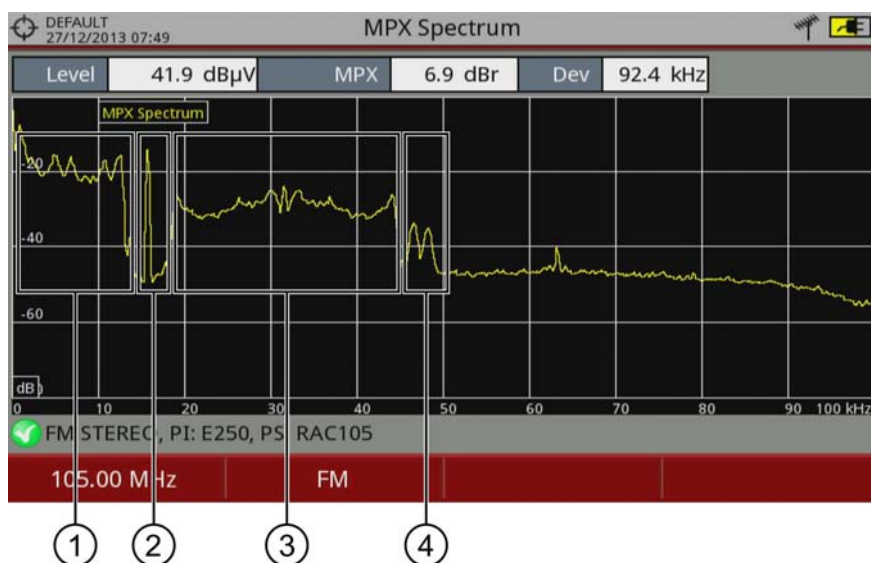 DEFAULT
27/12/2013 07:49
MPX Spectrum
Level 41.9 dBµV MPX 6.9 dBr Dev 92.4 kHz
MPX Spectrum
-20
-40
-60
dB
0 10 20 30 40 50 60 70 80 90 100 kHz
FM STEREO, PI: E250, PS: RAC105
105.00 MHz FM
1 2 3 4